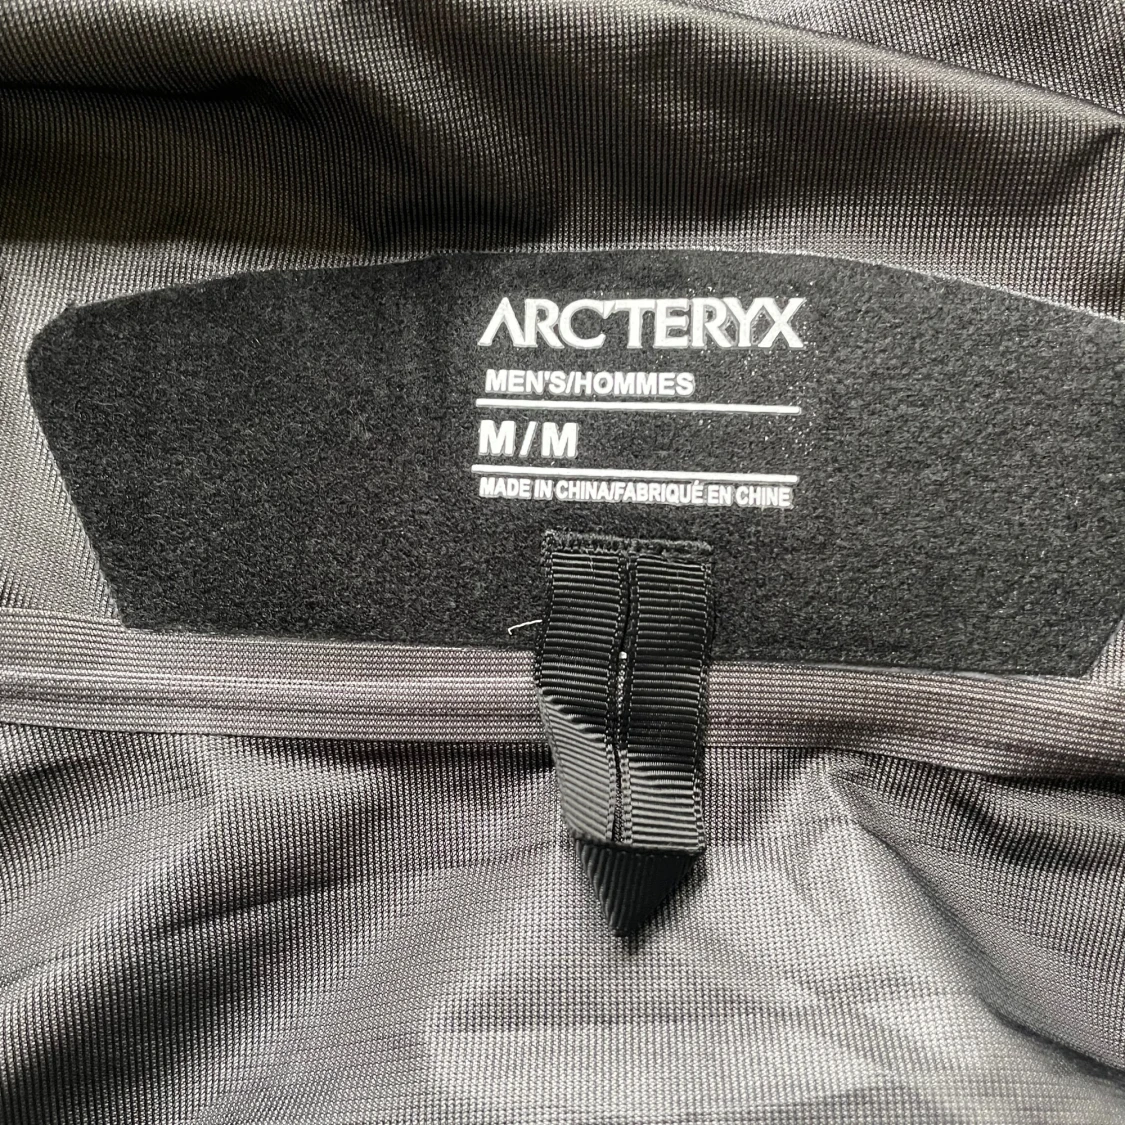 ARC'TERYX
MEN'S/HOMMES
M/M
MADE IN CHINA/FABRIQUÉ EN CHINE